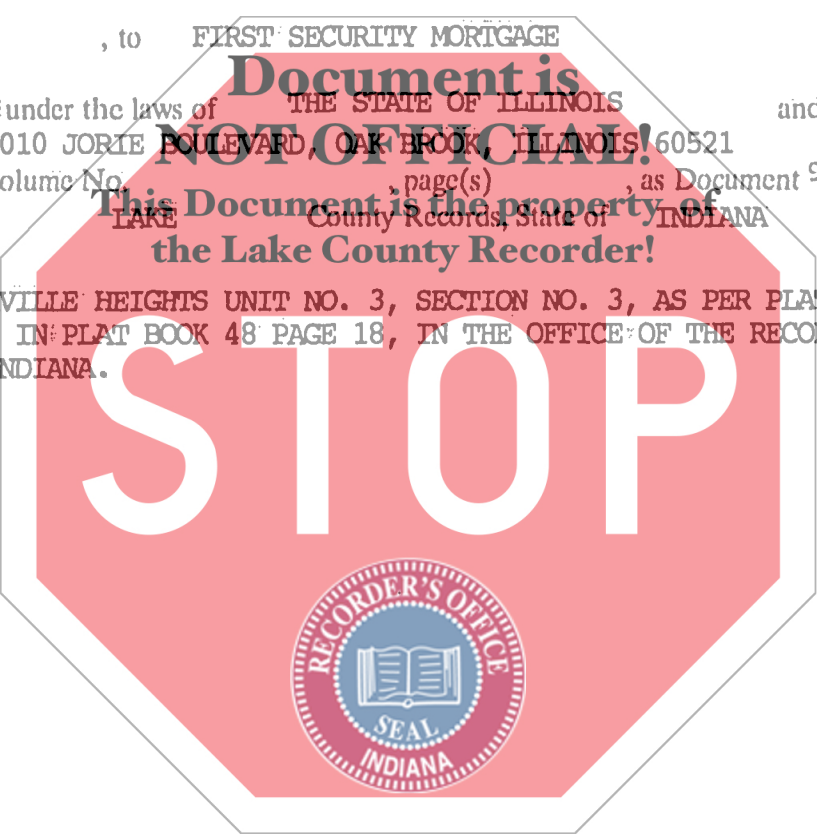 , to FIRST SECURITY MORTGAGE
Document is
under the laws of THE STATE OF ILLINOIS and
010 JORIE BOULEVARD, OAK BROOK, ILLINOIS 60521
NOT OFFICIAL!
olume No. , page(s) , as Document 9
This Document is the property of
LAKE County Records, State of INDIANA
the Lake County Recorder!
VILLE HEIGHTS UNIT NO. 3, SECTION NO. 3, AS PER PLAT
IN PLAT BOOK 48 PAGE 18, IN THE OFFICE OF THE RECOR
NDIANA.
STOP
RECORDER'S OFFICE
SEAL
INDIANA